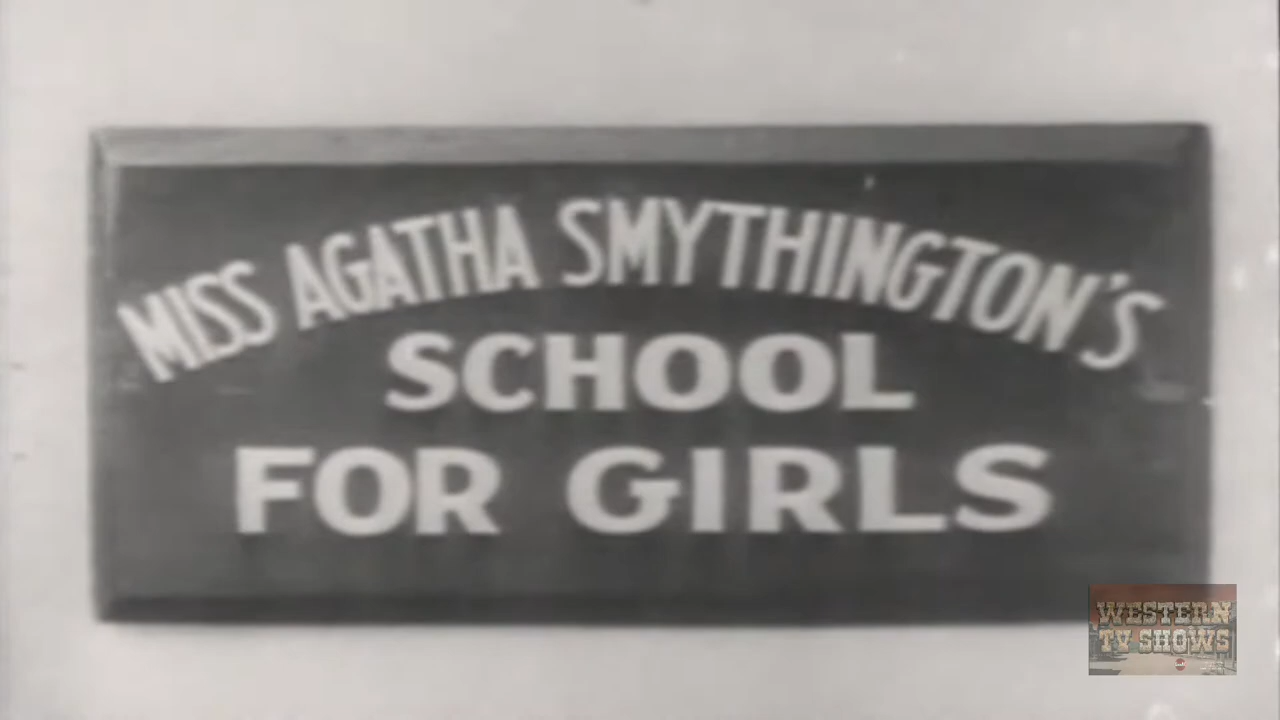 MISS AGATHA SMYTHINGTON'S
SCHOOL
FOR GIRLS
WESTERN
TV SHOWS